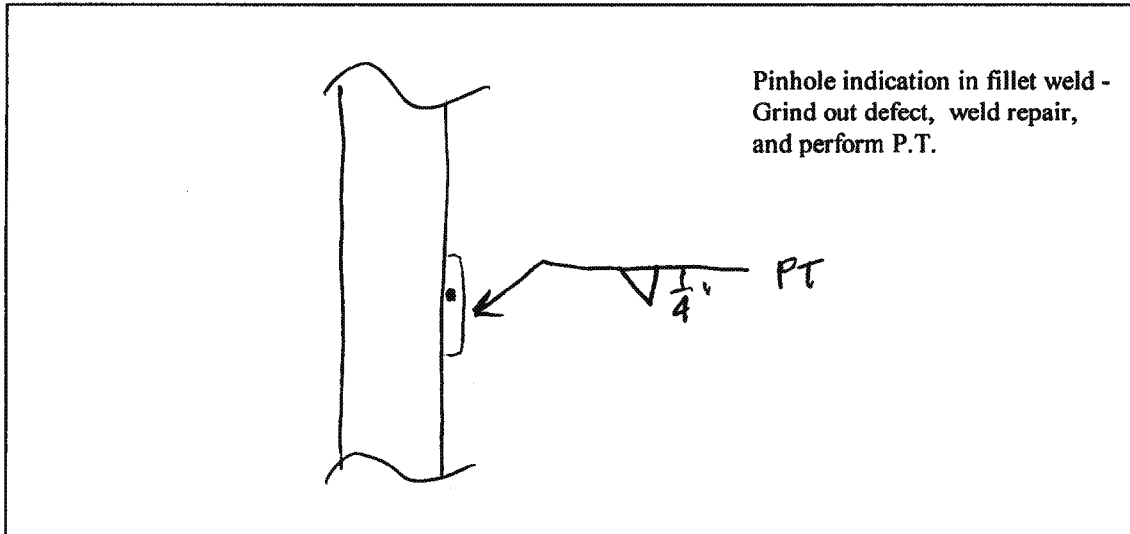 Pinhole indication in fillet weld -
Grind out defect, weld repair,
and perform P.T.
1/4" PT